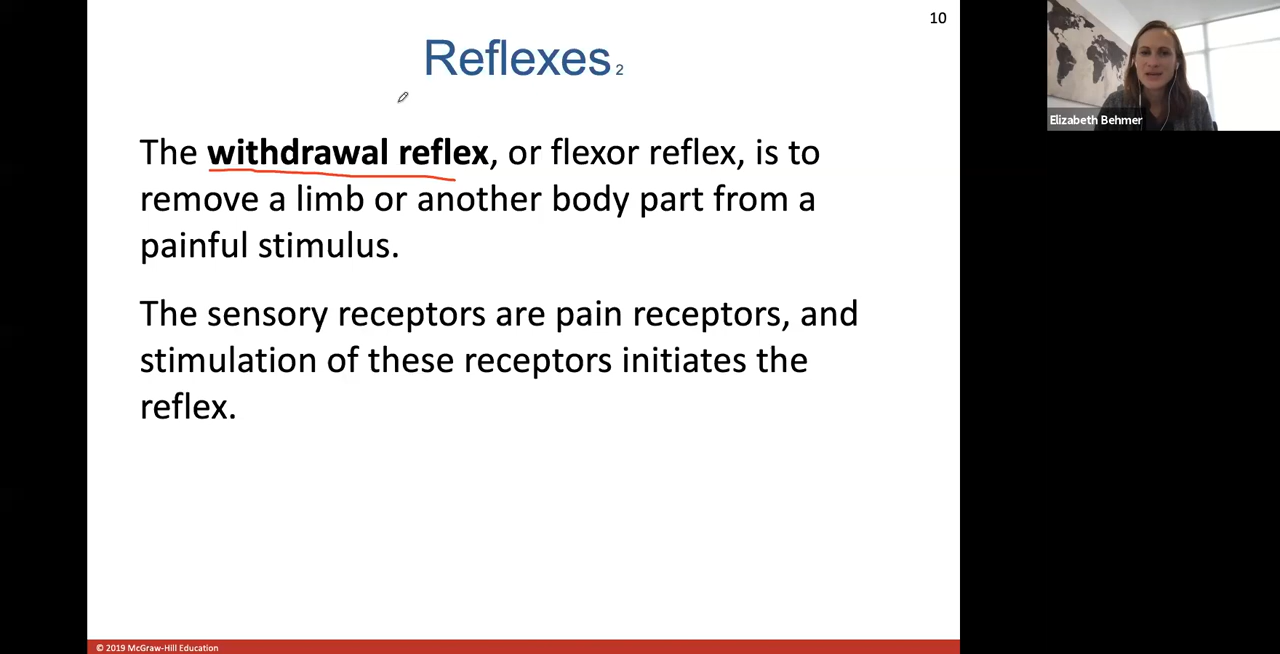 10
Reflexes 2
Elizabeth Behmer
The withdrawal reflex, or flexor reflex, is to
remove a limb or another body part from a
painful stimulus.
The sensory receptors are pain receptors, and
stimulation of these receptors initiates the
reflex.
© 2019 McGraw-Hill Education